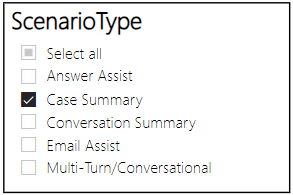 ScenarioType
Select all
Answer Assist
Case Summary
Conversation Summary
Email Assist
Multi-Turn/Conversational